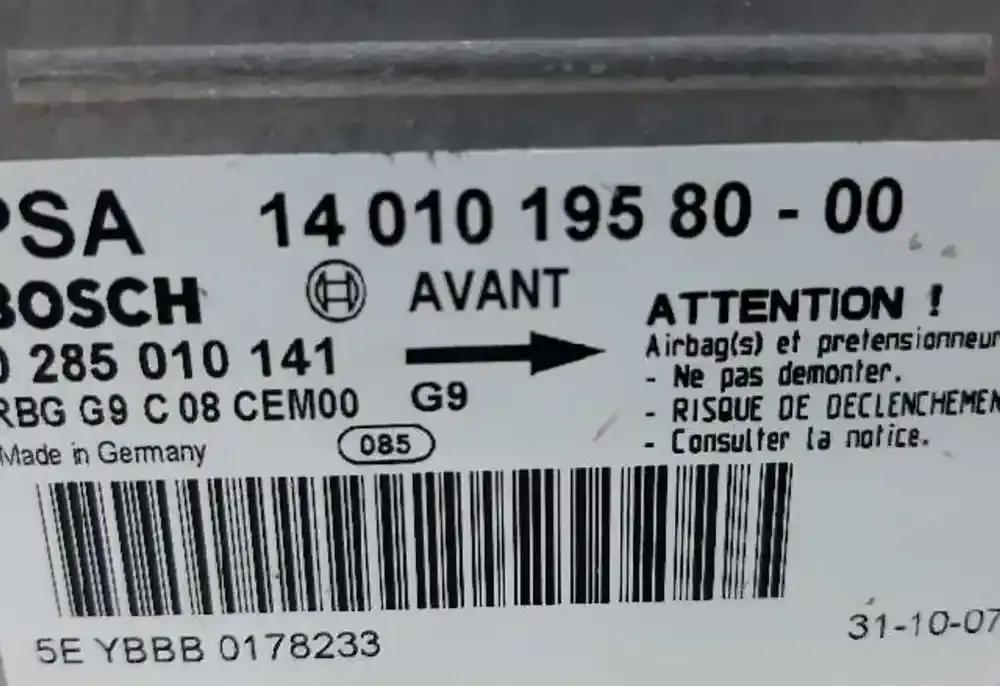 PSA 14 010 195 80 - 00
BOSCH AVANT
0 285 010 141
RBG G9 C 08 CEM00 G9
Made in Germany 085
ATTENTION !
Airbag(s) et pretensionneur
- Ne pas demonter.
- RISQUE DE DECLENCHEMEN
- Consulter la notice.
5E YBBB 0178233
31-10-07